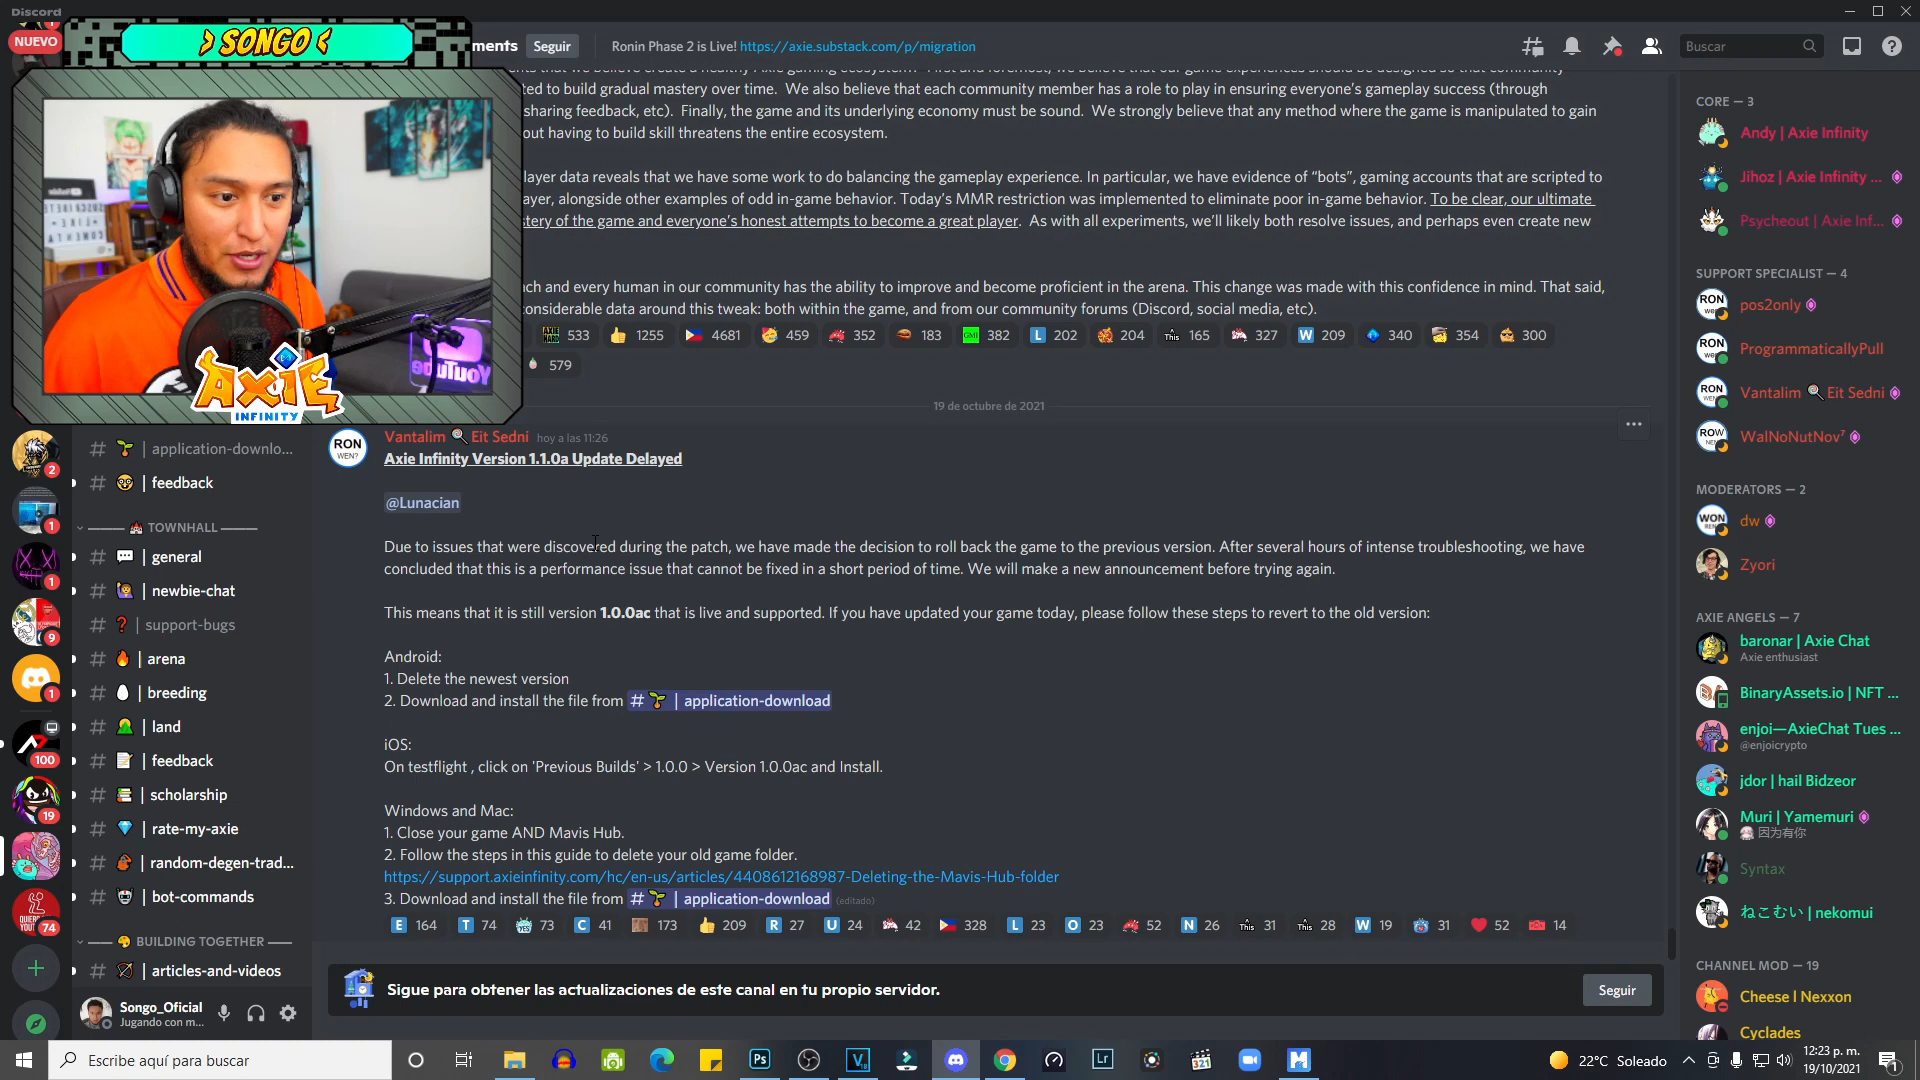 Discord
NUEVO
SONGO
ments
Seguir
Ronin Phase 2 is Live! https://axie.substack.com/p/migration
Buscar
ted to build gradual mastery over time. We also believe that each community member has a role to play in ensuring everyone's gameplay success (through
sharing feedback, etc). Finally, the game and its underlying economy must be sound. We strongly believe that any method where the game is manipulated to gain
out having to build skill threatens the entire ecosystem.
layer data reveals that we have some work to do balancing the gameplay experience. In particular, we have evidence of "bots", gaming accounts that are scripted to
ayer, alongside other examples of odd in-game behavior. Today's MMR restriction was implemented to eliminate poor in-game behavior. To be clear, our ultimate
stery of the game and everyone's honest attempts to become a great player. As with all experiments, we'll likely both resolve issues, and perhaps even create new
ch and every human in our community has the ability to improve and become proficient in the arena. This change was made with this confidence in mind. That said,
onsiderable data around this tweak: both within the game, and from our community forums (Discord, social media, etc).
533 1255 4681 459 352 183 GMI 382 L 202 204 This 165 327 W 209 340 354 300
579
YouTube
AXIE
INFINITY
19 de octubre de 2021
RON
WEN?
Vantalim Eit Sedni hoy a las 11:26
Axie Infinity Version 1.1.0a Update Delayed
@Lunacian
Due to issues that were discovered during the patch, we have made the decision to roll back the game to the previous version. After several hours of intense troubleshooting, we have
concluded that this is a performance issue that cannot be fixed in a short period of time. We will make a new announcement before trying again.
This means that it is still version 1.0.0ac that is live and supported. If you have updated your game today, please follow these steps to revert to the old version:
Android:
1. Delete the newest version
2. Download and install the file from # | application-download
iOS:
On testflight , click on 'Previous Builds' > 1.0.0 > Version 1.0.0ac and Install.
Windows and Mac:
1. Close your game AND Mavis Hub.
2. Follow the steps in this guide to delete your old game folder.
https://support.axieinfinity.com/hc/en-us/articles/4408612168987-Deleting-the-Mavis-Hub-folder
3. Download and install the file from # | application-download (editado)
E 164 T 74 YES 73 C 41 173 209 R 27 U 24 42 328 L 23 O 23 52 N 26 This 31 This 28 W 19 31 52 14
Sigue para obtener las actualizaciones de este canal en tu propio servidor.
Seguir
2
1
1
9
1
100
19
74
# | application-downlo...
# | feedback
TOWNHALL
# | general
# | newbie-chat
# | support-bugs
# | arena
# | breeding
# | land
# | feedback
# | scholarship
# | rate-my-axie
# | random-degen-trad...
# | bot-commands
BUILDING TOGETHER
# | articles-and-videos
Songo_Oficial
Jugando con m...
CORE — 3
Andy | Axie Infinity
Jihoz | Axie Infinity ...
Psycheout | Axie Inf...
SUPPORT SPECIALIST — 4
RON
pos2only
RON
ProgrammaticallyPull
RON
Vantalim Eit Sedni
ROW
WalNoNutNov⁷
MODERATORS — 2
WON
dw
Zyori
AXIE ANGELS — 7
baronar | Axie Chat
Axie enthusiast
BinaryAssets.io | NFT ...
enjoi—AxieChat Tues ...
@enjoicrypto
jdor | hail Bidzeor
Muri | Yamemuri
因为有你
Syntax
ねこむい | nekomui
CHANNEL MOD — 19
Cheese | Nexxon
Cyclades
Escribe aquí para buscar
Ps
Lr
22°C Soleado
12:23 p. m.
19/10/2021
1